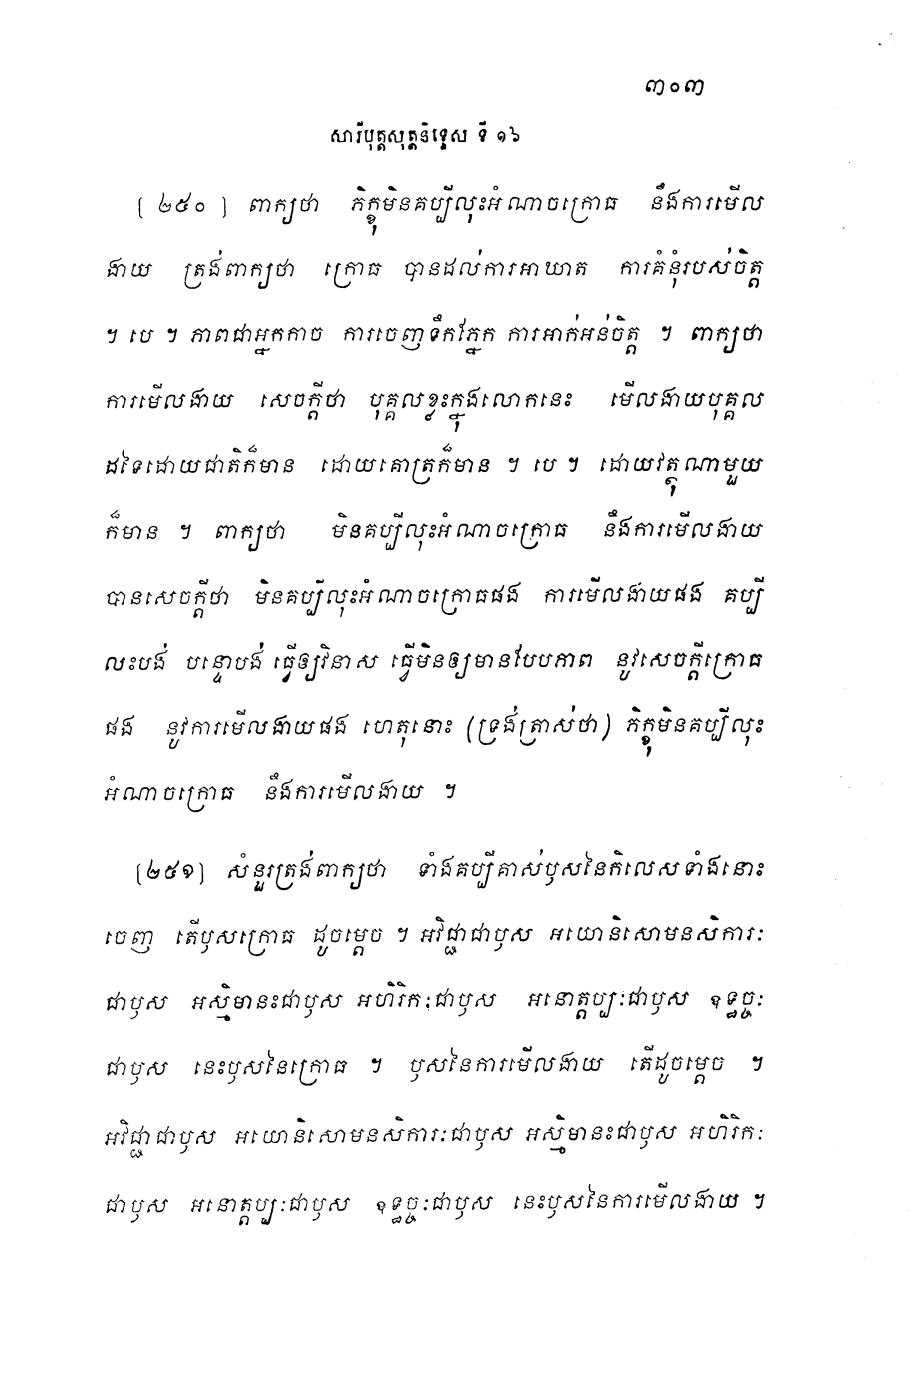 ៣០៣
សារីបុត្តសុត្តនិទ្ទេស ទី ១៦
[ ២៥០ ] ពាក្យថា ភិក្ខុមិនគប្បីលុះអំណាចក្រោធ នឹងការមើល
ងាយ ត្រង់ពាក្យថា ក្រោធ បានដល់ការអាឃាត ការគំនុំរបស់ចិត្ត
។ បេ ។ ភាពជាអ្នកកាច ការចេញទឹកភ្នែក ការអាក់អន់ចិត្ត ។ ពាក្យថា
ការមើលងាយ សេចក្តីថា បុគ្គលខ្លះក្នុងលោកនេះ មើលងាយបុគ្គល
ដទៃដោយជាតិក៏មាន ដោយគោត្រក៏មាន ។ បេ ។ ដោយវត្ថុណាមួយ
ក៏មាន ។ ពាក្យថា មិនគប្បីលុះអំណាចក្រោធ នឹងការមើលងាយ
បានសេចក្តីថា មិនគប្បីលុះអំណាចក្រោធផង ការមើលងាយផង គប្បី
លះបង់ បន្ទោបង់ ធ្វើឲ្យវិនាស ធ្វើមិនឲ្យមានបែបភាព នូវសេចក្តីក្រោធ
ផង នូវការមើលងាយផង ហេតុនោះ (ទ្រង់ត្រាស់ថា) ភិក្ខុមិនគប្បីលុះ
អំណាចក្រោធ នឹងការមើលងាយ ។
[២៥១] សំនួរត្រង់ពាក្យថា ទាំងគប្បីគាស់ឫសនៃកិលេសទាំងនោះ
ចេញ តើឫសក្រោធ ដូចម្តេច ។ អវិជ្ជាជាឫស អយោនិសោមនសិការៈ
ជាឫស អស្មិមានះជាឫស អហិរិកៈជាឫស អនោត្តប្បៈជាឫស ឧទ្ធច្ចៈ
ជាឫស នេះឫសនៃក្រោធ ។ ឫសនៃការមើលងាយ តើដូចម្តេច ។
អវិជ្ជាជាឫស អយោនិសោមនសិការៈជាឫស អស្មិមានះជាឫស អហិរិកៈ
ជាឫស អនោត្តប្បៈជាឫស ឧទ្ធច្ចៈជាឫស នេះឫសនៃការមើលងាយ ។